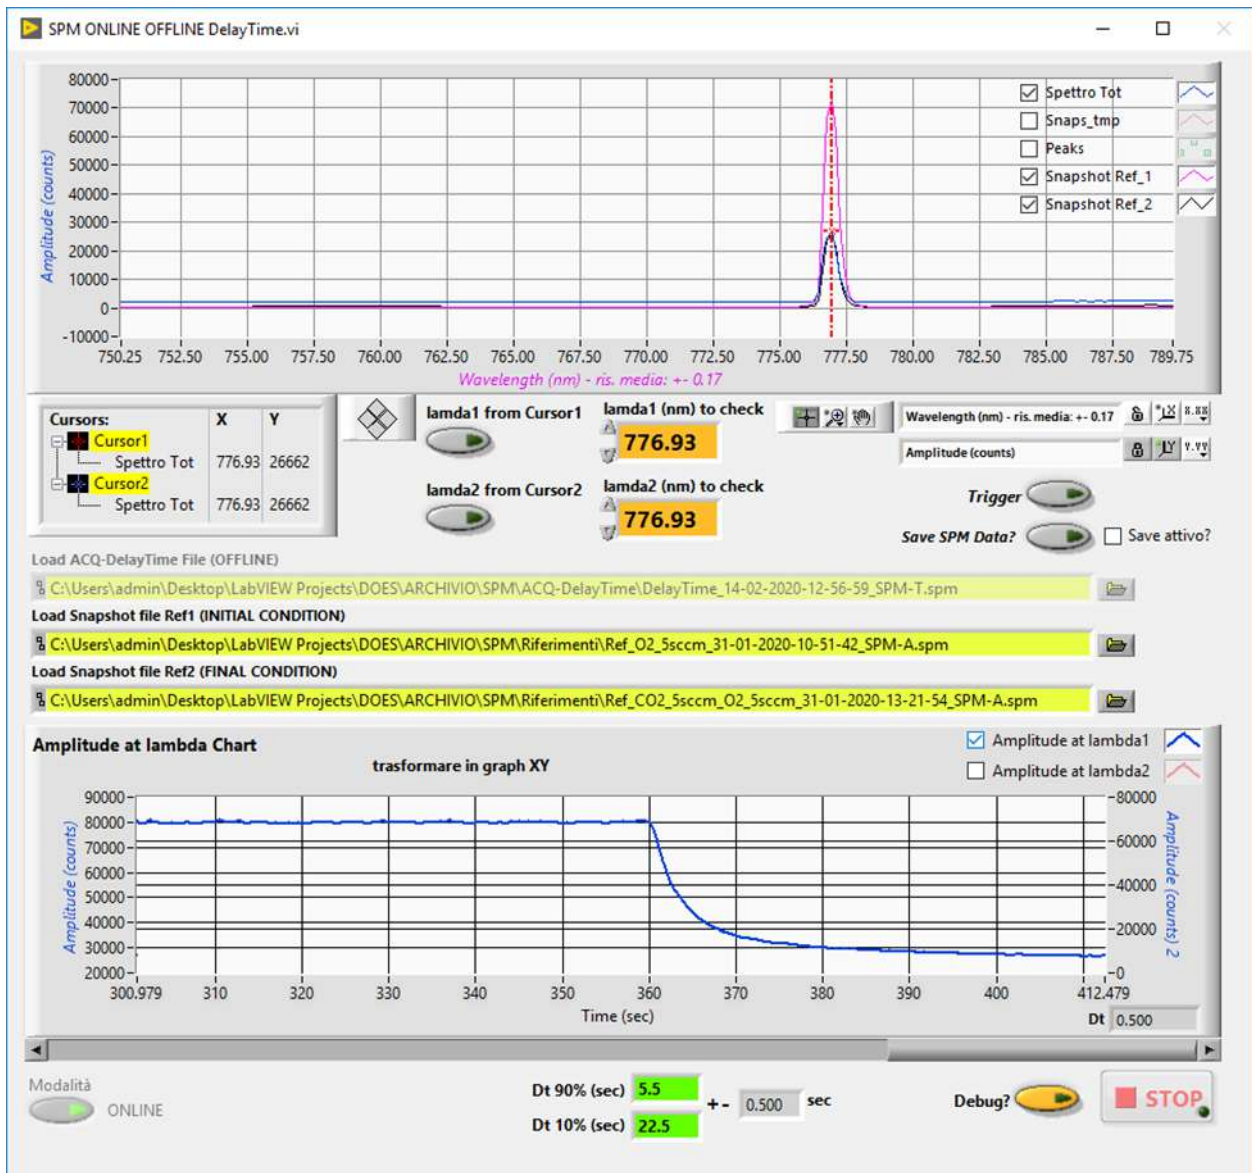 SPM ONLINE OFFLINE DelayTime.vi
80000
70000
60000
50000
40000
30000
20000
10000
0
-10000
Amplitude (counts)
Spettro Tot
Snaps_tmp
Peaks
Snapshot Ref_1
Snapshot Ref_2
750.25 752.50 755.00 757.50 760.00 762.50 765.00 767.50 770.00 772.50 775.00 777.50 780.00 782.50 785.00 787.50 789.75
Wavelength (nm) - ris. media: +- 0.17
Cursors: X Y
Cursor1
Spettro Tot 776.93 26662
Cursor2
Spettro Tot 776.93 26662
lamda1 from Cursor1
lamda1 (nm) to check
776.93
lamda2 from Cursor2
lamda2 (nm) to check
776.93
Wavelength (nm) - ris. media: +- 0.17
Amplitude (counts)
Trigger
Save SPM Data? Save attivo?
Load ACQ-DelayTime File (OFFLINE)
C:\Users\admin\Desktop\LabVIEW Projects\DOES\ARCHIVIO\SPM\ACQ-DelayTime\DelayTime_14-02-2020-12-56-59_SPM-T.spm
Load Snapshot file Ref1 (INITIAL CONDITION)
C:\Users\admin\Desktop\LabVIEW Projects\DOES\ARCHIVIO\SPM\Riferimenti\Ref_O2_5sccm_31-01-2020-10-51-42_SPM-A.spm
Load Snapshot file Ref2 (FINAL CONDITION)
C:\Users\admin\Desktop\LabVIEW Projects\DOES\ARCHIVIO\SPM\Riferimenti\Ref_CO2_5sccm_O2_5sccm_31-01-2020-13-21-54_SPM-A.spm
Amplitude at lambda Chart
trasformare in graph XY
Amplitude at lambda1
Amplitude at lambda2
90000
80000
70000
60000
50000
40000
30000
20000
Amplitude (counts)
80000
60000
40000
20000
0
Amplitude (counts) 2
300.979 310 320 330 340 350 360 370 380 390 400 412.479
Time (sec)
Dt 0.500
Modalità
ONLINE
Dt 90% (sec) 5.5
Dt 10% (sec) 22.5
+- 0.500 sec
Debug?
STOP